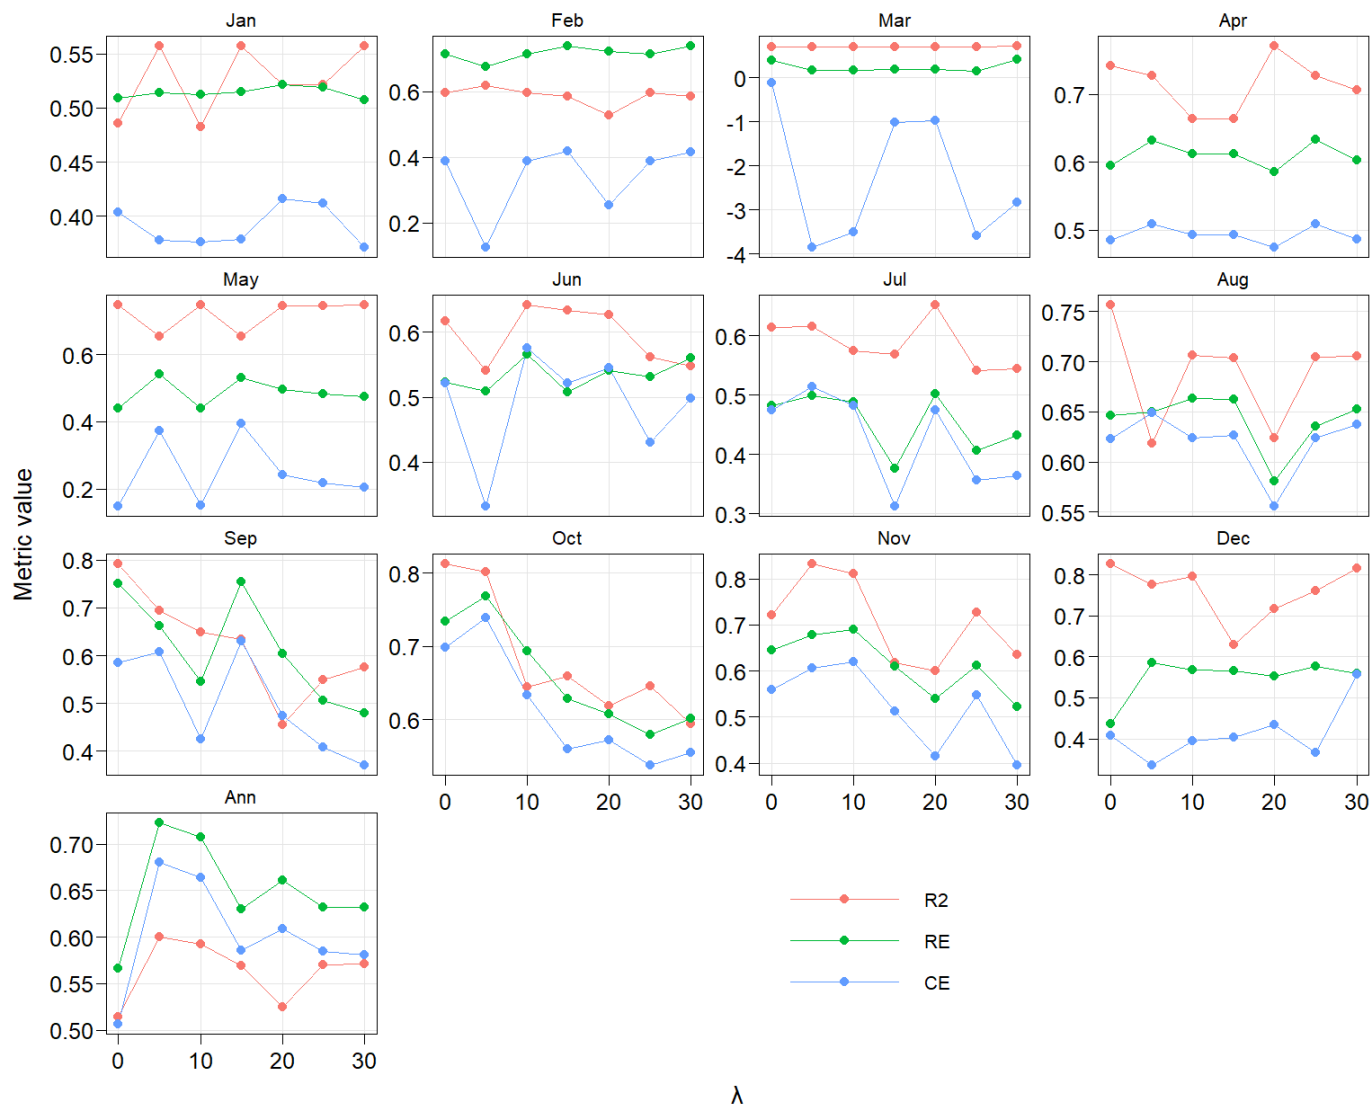 Jan Feb Mar Apr
0.55 0.50 0.45 0.40
0.6 0.4 0.2
0 -1 -2 -3 -4
0.7 0.6 0.5
May Jun Jul Aug
0.6 0.4 0.2
0.6 0.5 0.4
0.6 0.5 0.4 0.3
0.75 0.70 0.65 0.60 0.55
Metric value
Sep Oct Nov Dec
0.8 0.7 0.6 0.5 0.4
0.8 0.7 0.6
0.8 0.7 0.6 0.5 0.4
0.8 0.7 0.6 0.5 0.4
0 10 20 30
0 10 20 30
0 10 20 30
Ann
0.70 0.65 0.60 0.55 0.50
0 10 20 30
R2
RE
CE
λ